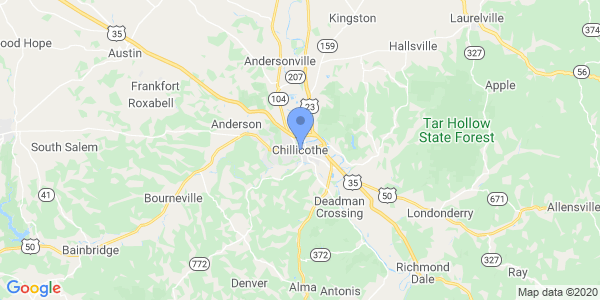 Kingston
Laurelville
35
Austin
159
Hallsville
374
ood Hope
Andersonville
327
56
207
Frankfort
Apple
Roxabell
104
23
Anderson
Tar Hollow
State Forest
South Salem
Chillicothe
35
41
50
671
Bourneville
Deadman
Crossing
Londonderry
Allensville
50
Bainbridge
372
772
Richmond
Dale
Ray
Denver
Alma
Antonis
Map data ©2020